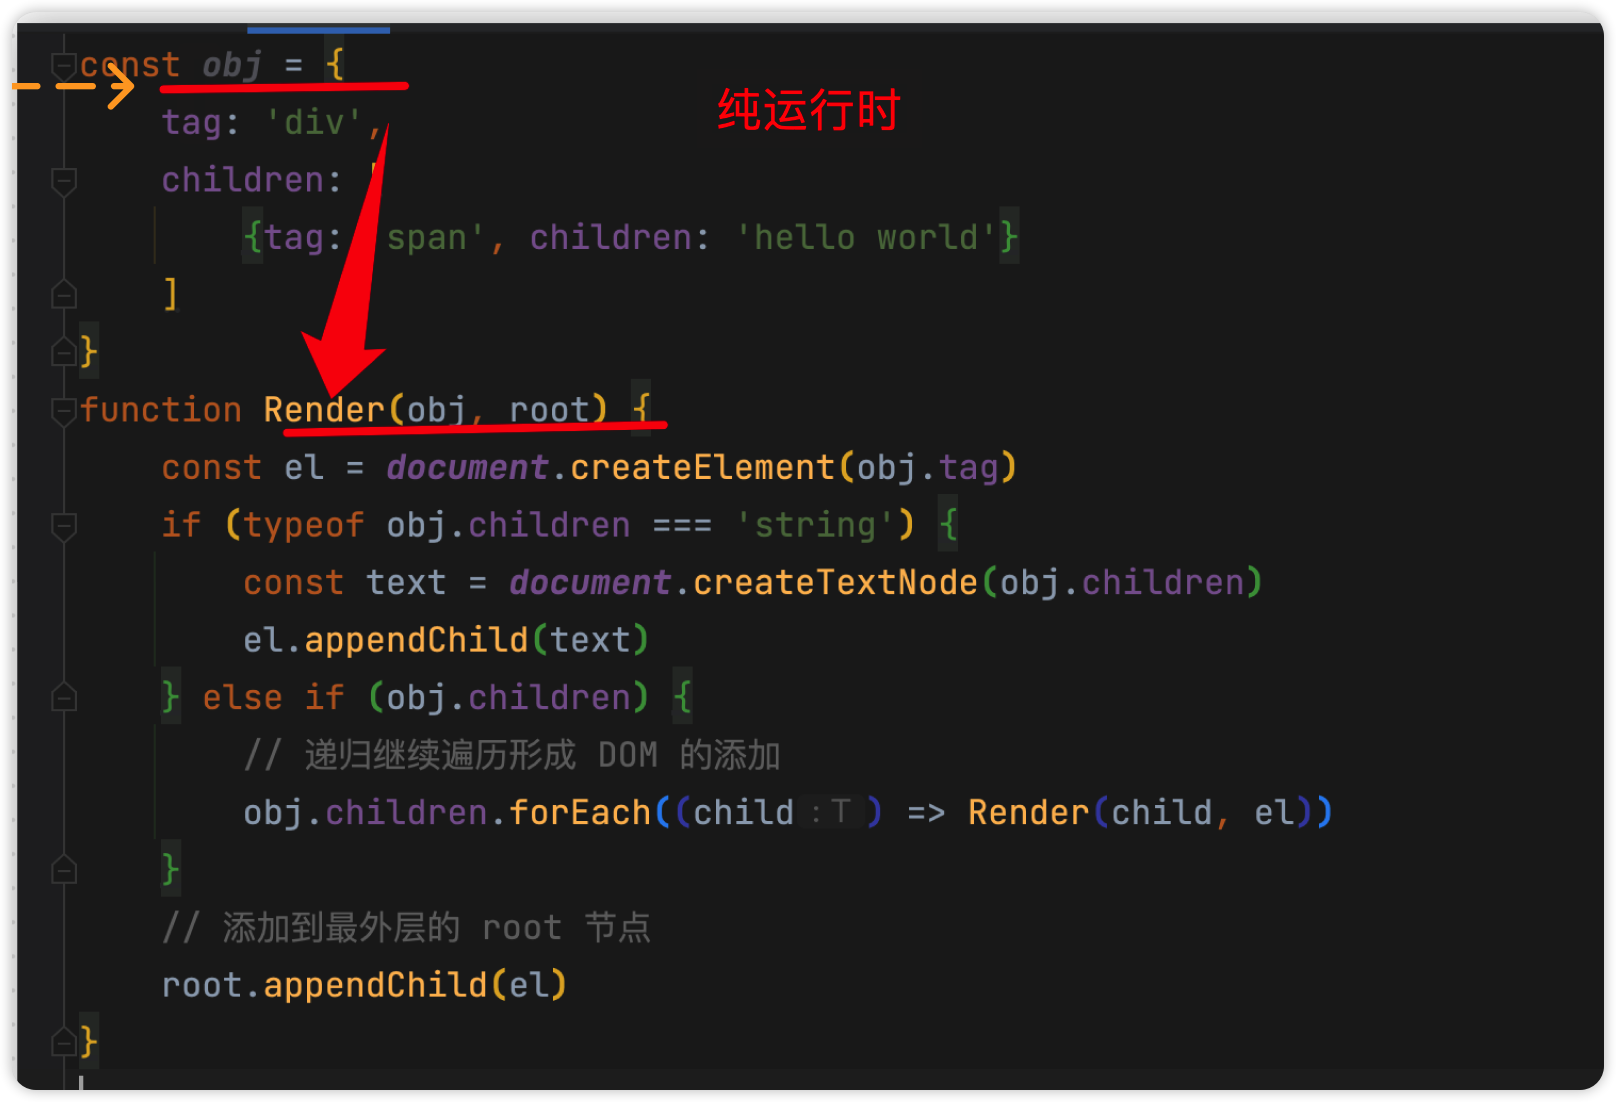 const obj = {
纯运行时
    tag: 'div',
    children: [
        {tag: 'span', children: 'hello world'}
    ]
}
function Render(obj, root) {
    const el = document.createElement(obj.tag)
    if (typeof obj.children === 'string') {
        const text = document.createTextNode(obj.children)
        el.appendChild(text)
    } else if (obj.children) {
        // 递归继续遍历形成 DOM 的添加
        obj.children.forEach((child : T ) => Render(child, el))
    }
    // 添加到最外层的 root 节点
    root.appendChild(el)
}